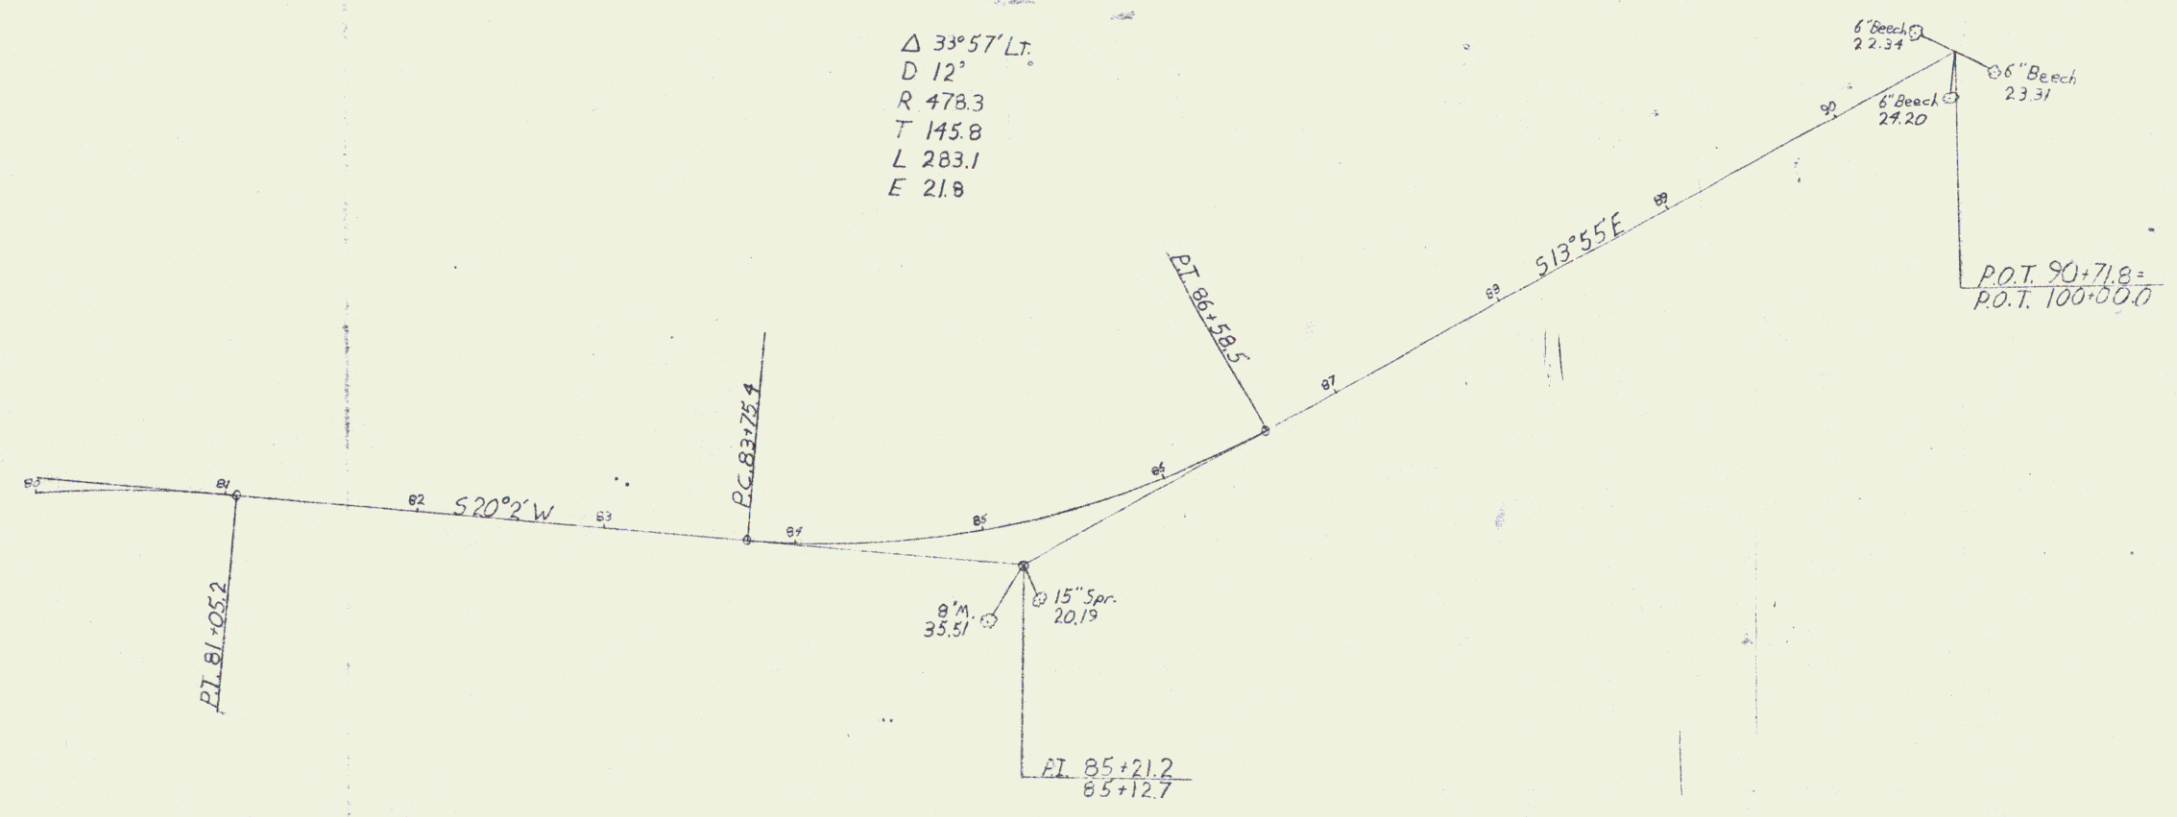 Δ 33°57' Lt.
D 12°
R 478.3
T 145.8
L 283.1
E 21.8
6"Beech
22.34
6"Beech
23.31
6"Beech
24.20
90
89
S13°55'E
88
P.O.T. 90+71.8=
P.O.T. 100+00.0
P.T. 86+58.5
87
P.C. 83+75.4
86
80
81
82
S20°2'W
83
84
85
P.T. 81+05.2
8"M.
35.51
15"Spr.
20.19
P.I. 85+21.2
85+12.7